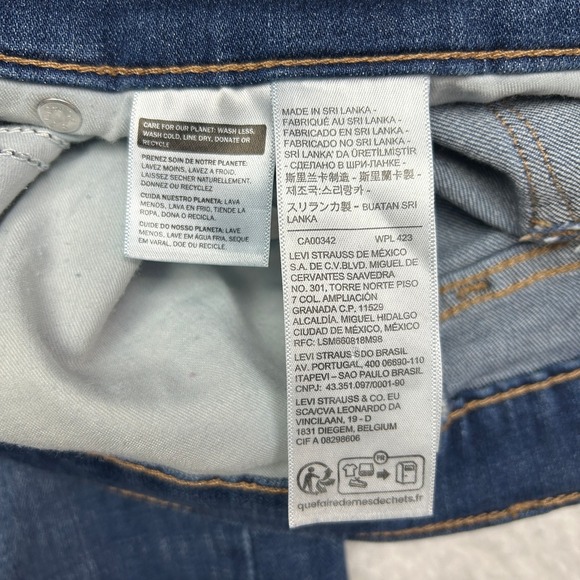 CARE FOR OUR PLANET: WASH LESS,
WASH COLD, LINE DRY, DONATE OR
RECYCLE
PRENEZ SOIN DE NOTRE PLANÈTE:
LAVEZ MOINS, LAVEZ A FROID,
LAISSEZ SECHER NATURELLEMENT,
DONNEZ OU RECYCLEZ
CUIDA NUESTRO PLANETA: LAVA
MENOS, LAVA EN FRIO, TIENDE LA
ROPA, DONA O RECICLA.
CUIDE DO NOSSO PLANETA: LAVE
MENOS, LAVE EM ÁGUA FRIA, SEQUE
EM VARAL, DOE OU RECICLE.
MADE IN SRI LANKA -
FABRIQUÉ AU SRI LANKA -
FABRICADO EN SRI LANKA -
FABRICADO NO SRI LANKA -
SRİ LANKA' DA ÜRETİLMİŞTİR
- СДЕЛАНО В ШРИ-ЛАНКЕ -
斯里兰卡制造 - 斯里蘭卡製造 -
제조국:스리랑카 -
スリランカ製 - BUATAN SRI
LANKA
CA00342 WPL 423
LEVI STRAUSS DE MÉXICO
S.A. DE C.V.BLVD. MIGUEL DE
CERVANTES SAAVEDRA
NO. 301, TORRE NORTE PISO
7 COL. AMPLIACIÓN
GRANADA C.P. 11529
ALCALDÍA, MIGUEL HIDALGO
CIUDAD DE MÉXICO, MÉXICO
RFC: LSM660818M98
LEVI STRAUSS DO BRASIL
AV. PORTUGAL, 400 06690-110
ITAPEVI – SAO PAULO BRASIL
CNPJ: 43.351.097/0001-90
LEVI STRAUSS & CO. EU
SCA/CVA LEONARDO DA
VINCILAAN, 19 - D
1831 DIEGEM, BELGIUM
CIF A 08298606
FR
quefairedemesdechets.fr